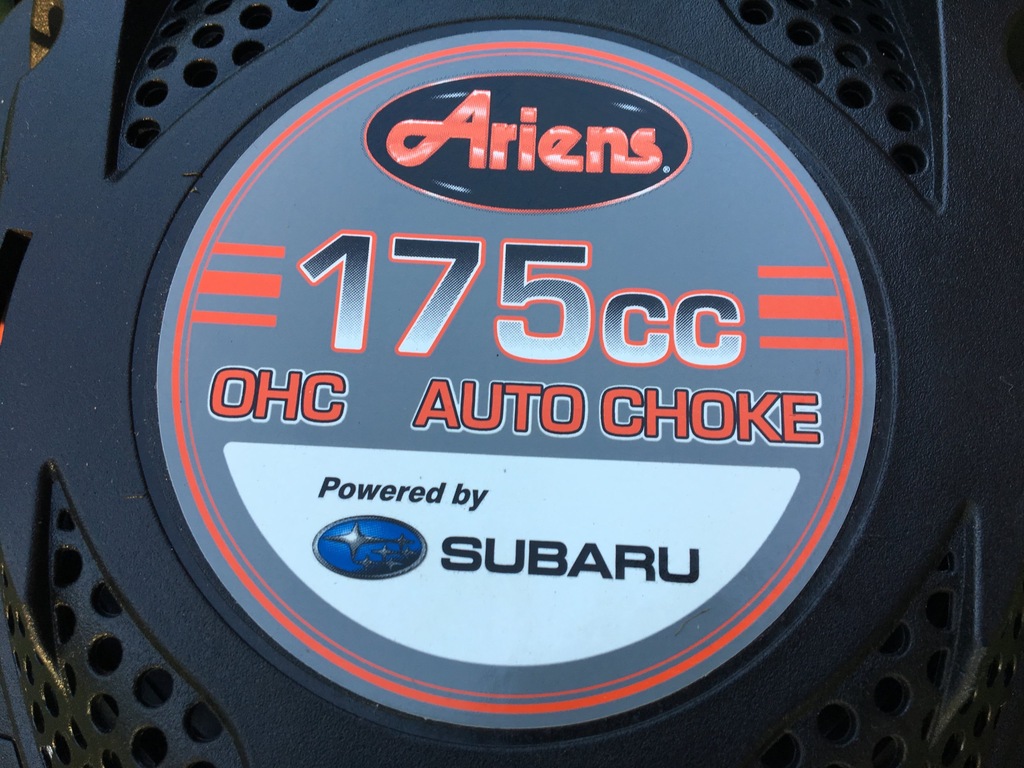 Ariens®
175cc
OHC AUTO CHOKE
Powered by
SUBARU